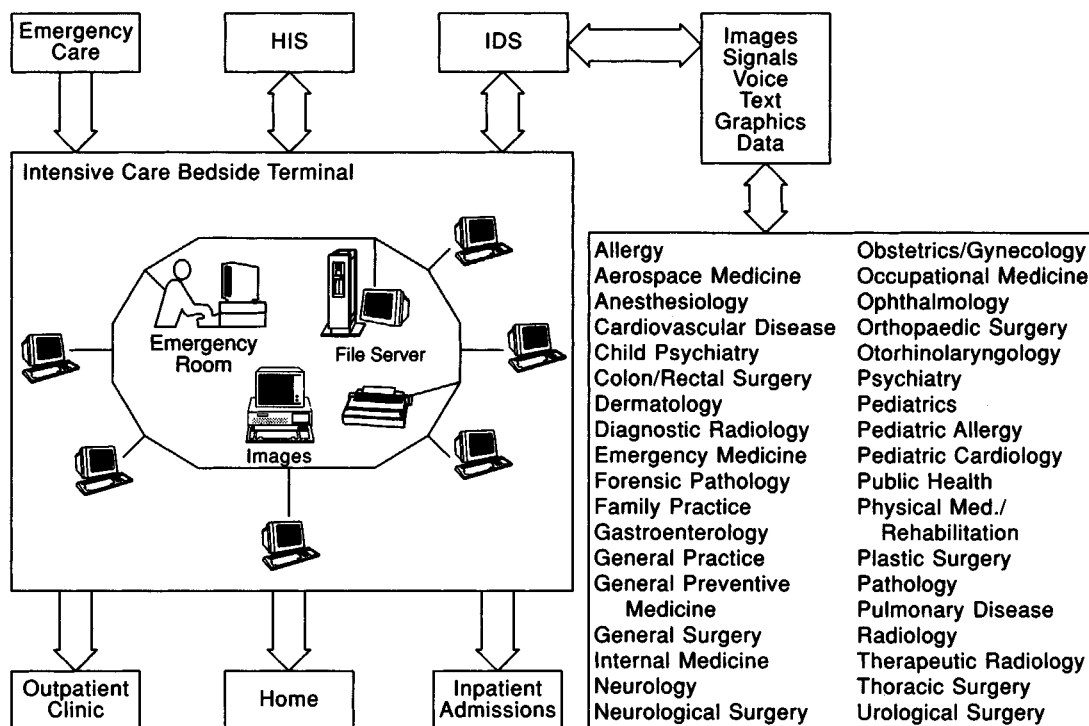 Emergency
Care
HIS
IDS
Images
Signals
Voice
Text
Graphics
Data
Intensive Care Bedside Terminal
Emergency
Room
File Server
Images
Outpatient
Clinic
Home
Inpatient
Admissions
Allergy
Aerospace Medicine
Anesthesiology
Cardiovascular Disease
Child Psychiatry
Colon/Rectal Surgery
Dermatology
Diagnostic Radiology
Emergency Medicine
Forensic Pathology
Family Practice
Gastroenterology
General Practice
General Preventive
Medicine
General Surgery
Internal Medicine
Neurology
Neurological Surgery
Obstetrics/Gynecology
Occupational Medicine
Ophthalmology
Orthopaedic Surgery
Otorhinolaryngology
Psychiatry
Pediatrics
Pediatric Allergy
Pediatric Cardiology
Public Health
Physical Med./
Rehabilitation
Plastic Surgery
Pathology
Pulmonary Disease
Radiology
Therapeutic Radiology
Thoracic Surgery
Urological Surgery